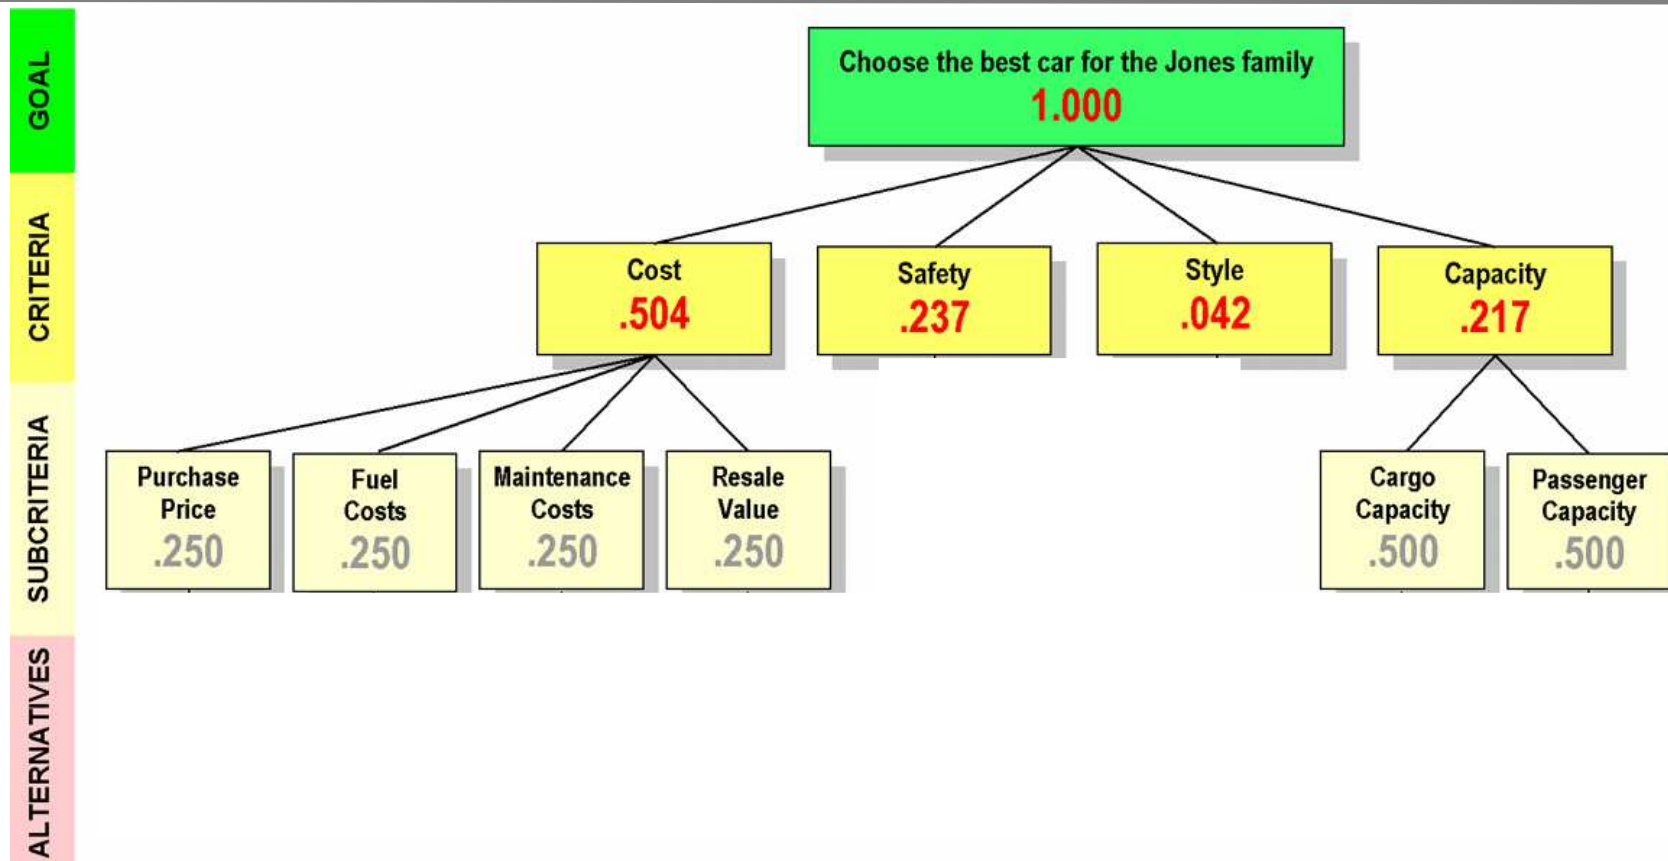 GOAL
Choose the best car for the Jones family
1.000
CRITERIA
Cost
.504
Safety
.237
Style
.042
Capacity
.217
SUBCRITERIA
Purchase
Price
.250
Fuel
Costs
.250
Maintenance
Costs
.250
Resale
Value
.250
Cargo
Capacity
.500
Passenger
Capacity
.500
ALTERNATIVES